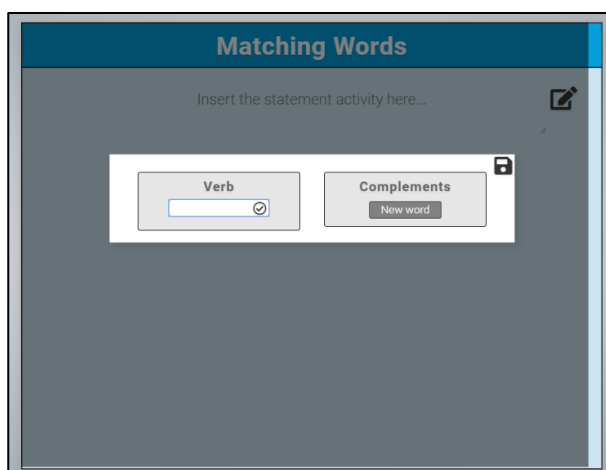 Matching Words
Insert the statement activity here...
Verb
Complements
New word